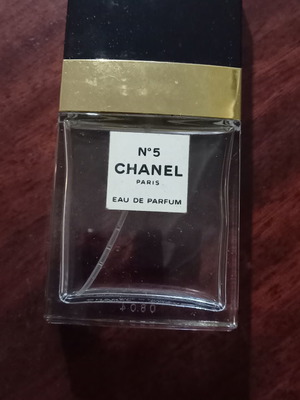 N°5
CHANEL
PARIS
EAU DE PARFUM